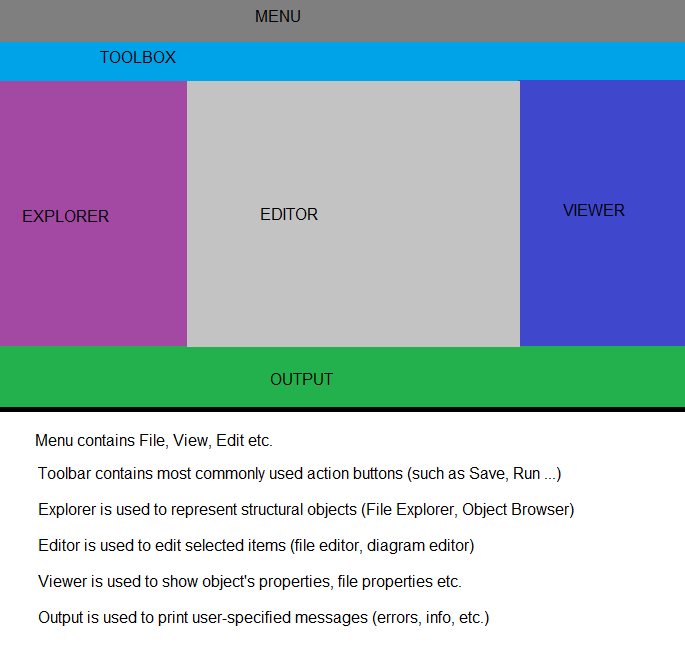 MENU
TOOLBOX
EXPLORER
EDITOR
VIEWER
OUTPUT
Menu contains File, View, Edit etc.
Toolbar contains most commonly used action buttons (such as Save, Run ...)
Explorer is used to represent structural objects (File Explorer, Object Browser)
Editor is used to edit selected items (file editor, diagram editor)
Viewer is used to show object's properties, file properties etc.
Output is used to print user-specified messages (errors, info, etc.)